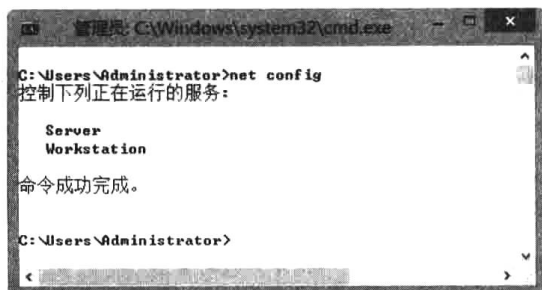 管理员: C:\Windows\system32\cmd.exe
C:\Users\Administrator>net config
控制下列正在运行的服务：
Server
Workstation
命令成功完成。
C:\Users\Administrator>